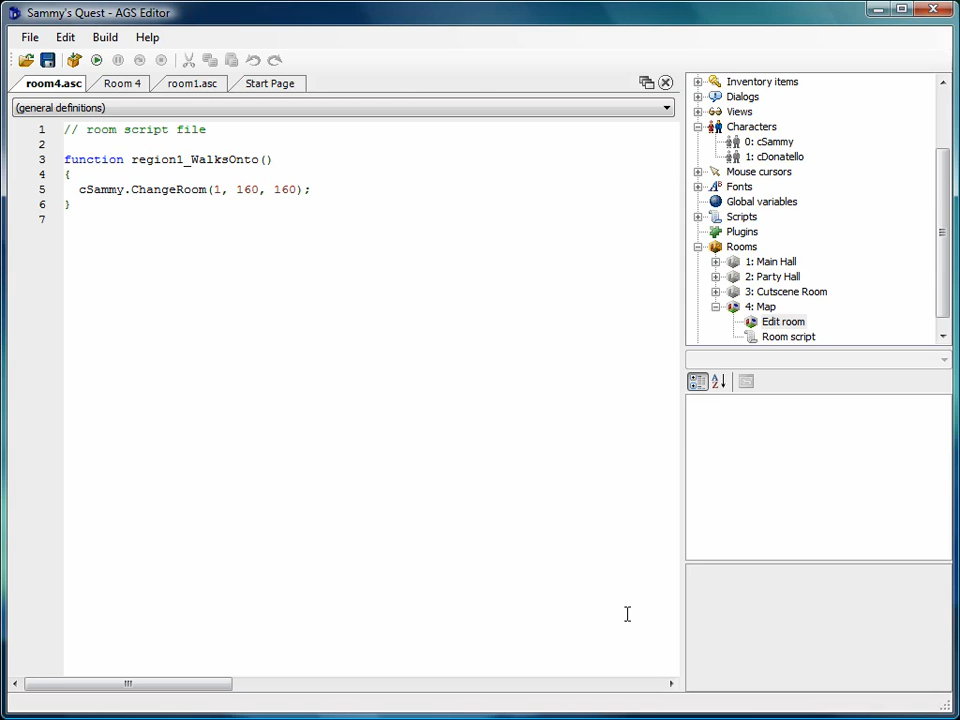 Sammy's Quest - AGS Editor
File Edit Build Help
room4.asc Room 4 room1.asc Start Page
(general definitions)
1 // room script file
2
3 function region1_WalksOnto()
4 {
5 cSammy.ChangeRoom(1, 160, 160);
6 }
7
Inventory items
Dialogs
Views
Characters
0: cSammy
1: cDonatello
Mouse cursors
Fonts
Global variables
Scripts
Plugins
Rooms
1: Main Hall
2: Party Hall
3: Cutscene Room
4: Map
Edit room
Room script